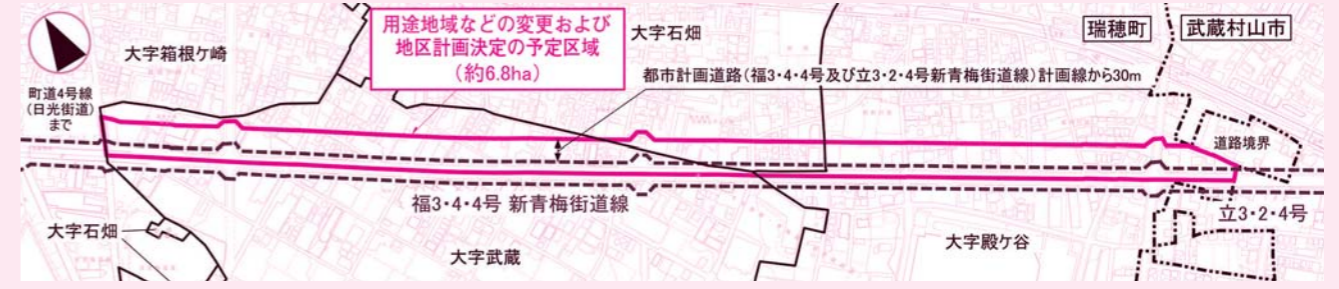 用途地域などの変更および
地区計画決定の予定区域
(約6.8ha)
大字箱根ケ崎
大字石畑
瑞穂町
武蔵村山市
都市計画道路(福3・4・4号及び立3・2・4号新青梅街道線)計画線から30m
町道4号線
(日光街道)
まで
道路境界
福3・4・4号 新青梅街道線
立3・2・4号
大字石畑
大字武蔵
大字殿ケ谷